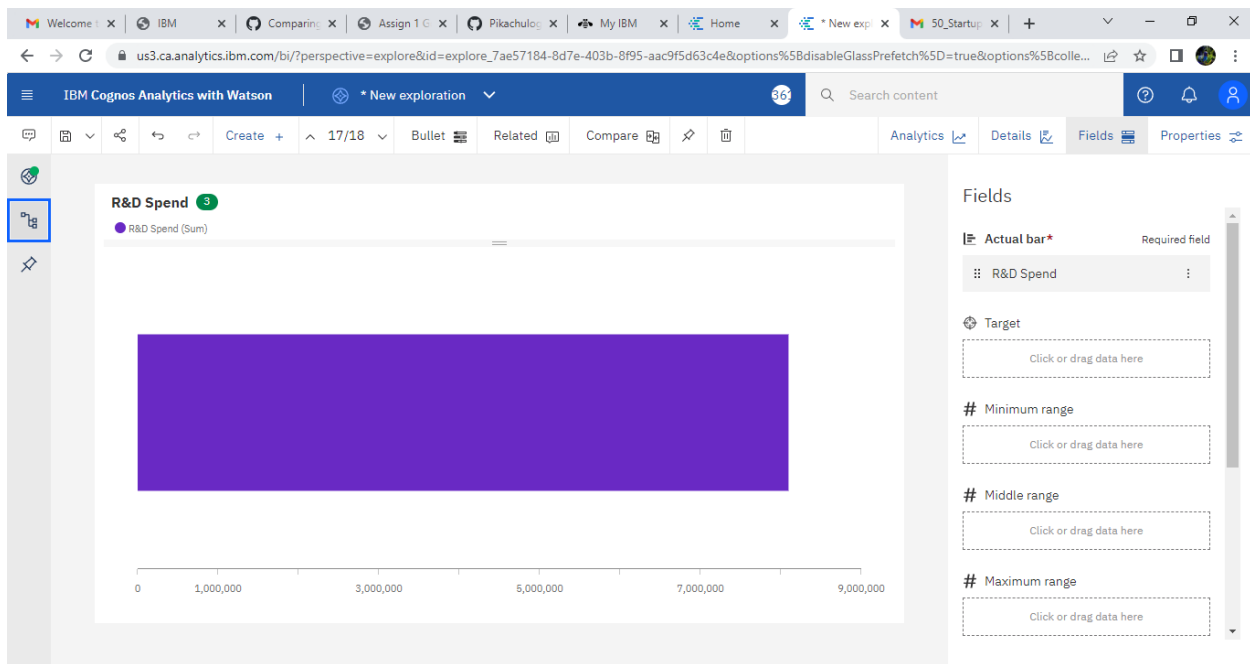 Welcome t
IBM
Comparing
Assign 1 G
Pikachulog
My IBM
Home
* New expl
50_Startup
us3.ca.analytics.ibm.com/bi/?perspective=explore&id=explore_7ae57184-8d7e-403b-8f95-aac9f5d63c4e&options%5BdisableGlassPrefetch%5D=true&options%5Bcolle...
IBM Cognos Analytics with Watson
* New exploration
361
Search content
Create +
17/18
Bullet
Related
Compare
Analytics
Details
Fields
Properties
R&D Spend 3
R&D Spend (Sum)
0 1,000,000 3,000,000 5,000,000 7,000,000 9,000,000
Fields
Actual bar* Required field
R&D Spend
Target
Click or drag data here
# Minimum range
Click or drag data here
# Middle range
Click or drag data here
# Maximum range
Click or drag data here